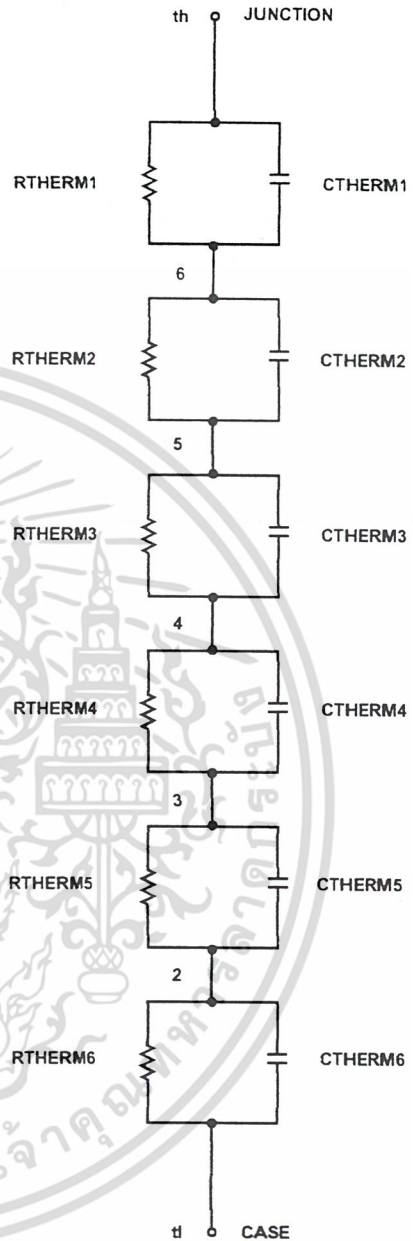 th JUNCTION
RTHERM1 CTHERM1
6
RTHERM2 CTHERM2
5
RTHERM3 CTHERM3
4
RTHERM4 CTHERM4
3
RTHERM5 CTHERM5
2
RTHERM6 CTHERM6
tl CASE